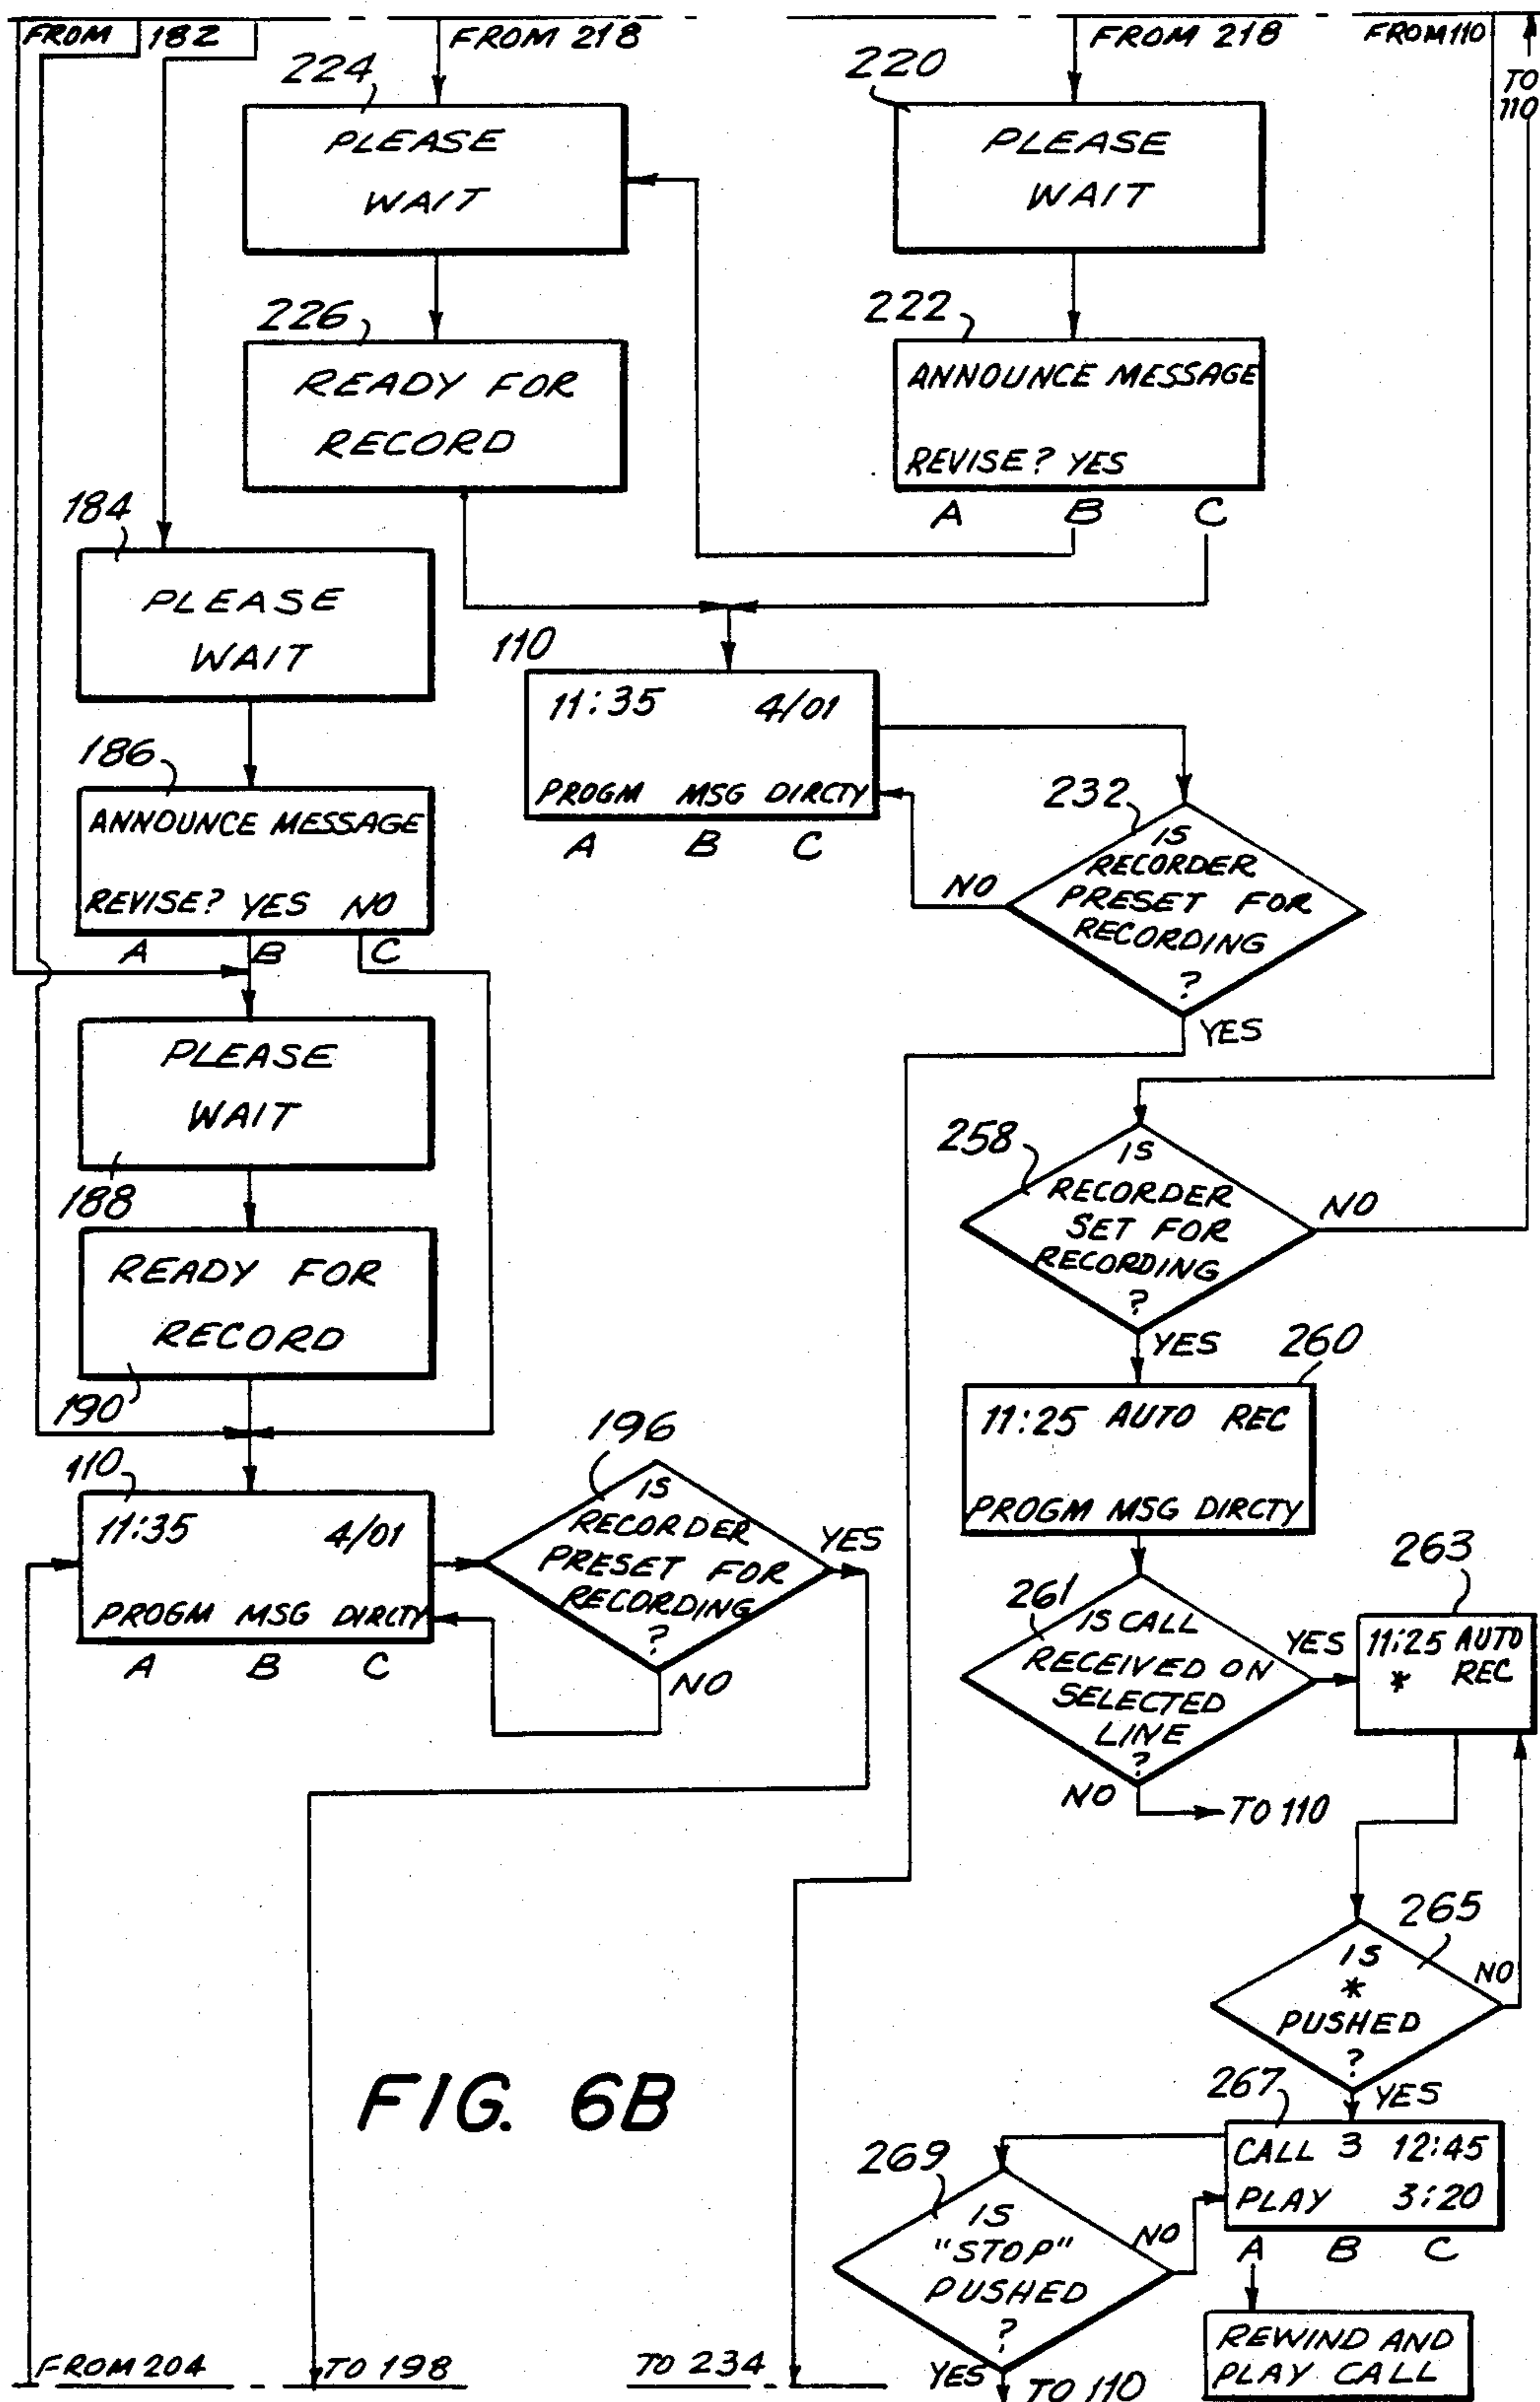 FROM 182
FROM 218
FROM 218
FROM 110
TO
110
224
PLEASE
WAIT
220
PLEASE
WAIT
226
READY FOR
RECORD
222
ANNOUNCE MESSAGE
REVISE? YES
A B C
184
PLEASE
WAIT
110
11:35 4/01
PROGM MSG DIRCTY
A B C
186
ANNOUNCE MESSAGE
REVISE? YES NO
A B C
232
IS
RECORDER
PRESET FOR
RECORDING
?
NO
YES
PLEASE
WAIT
188
258
IS
RECORDER
SET FOR
RECORDING
?
NO
YES
READY FOR
RECORD
190
260
11:25 AUTO REC
PROGM MSG DIRCTY
110
11:35 4/01
PROGM MSG DIRCTY
A B C
196
IS
RECORDER
PRESET FOR
RECORDING
?
YES
NO
261
IS CALL
RECEIVED ON
SELECTED
LINE
?
YES
NO
TO 110
263
11:25 AUTO
* REC
265
IS
*
PUSHED
?
NO
YES
FIG. 6B
267
CALL 3 12:45
PLAY 3:20
A B C
269
IS
"STOP"
PUSHED
?
NO
YES
TO 110
REWIND AND
PLAY CALL
FROM 204
TO 198
TO 234